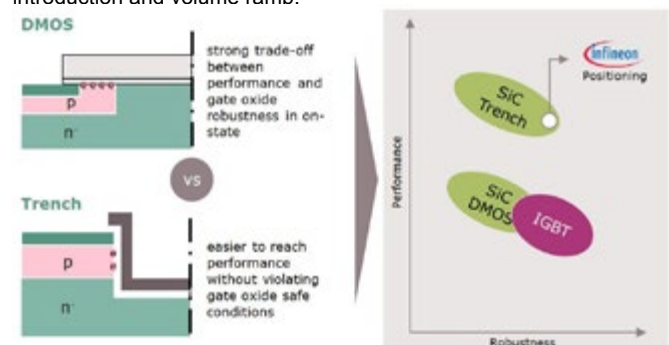 introduction and volume ramp.
DMOS
strong trade-off
between
performance and
gate oxide
robustness in on-
state
p
n-
vs
Trench
easier to reach
performance
without violating
gate oxide safe
conditions
p
n-
Performance
infineon
Positioning
SiC
Trench
SiC
DMOS
IGBT
Robustness